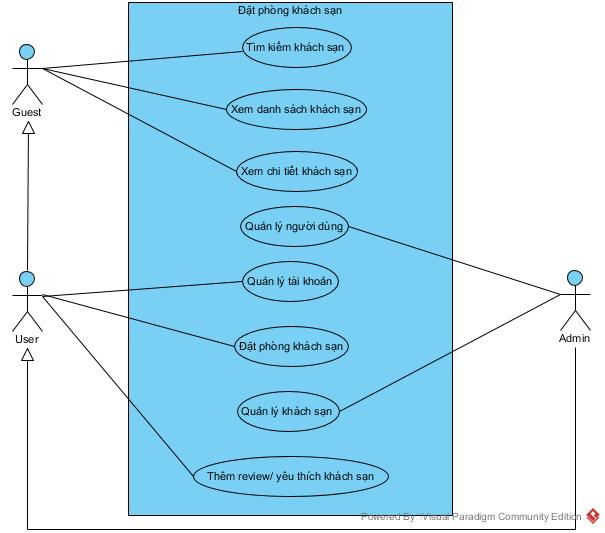 Đặt phòng khách sạn
Tìm kiếm khách sạn
Guest
Xem danh sách khách sạn
Xem chi tiết khách sạn
Quản lý người dùng
Quản lý tài khoản
User
Admin
Đặt phòng khách sạn
Quản lý khách sạn
Thêm review/ yêu thích khách sạn
Powered By Visual Paradigm Community Edition